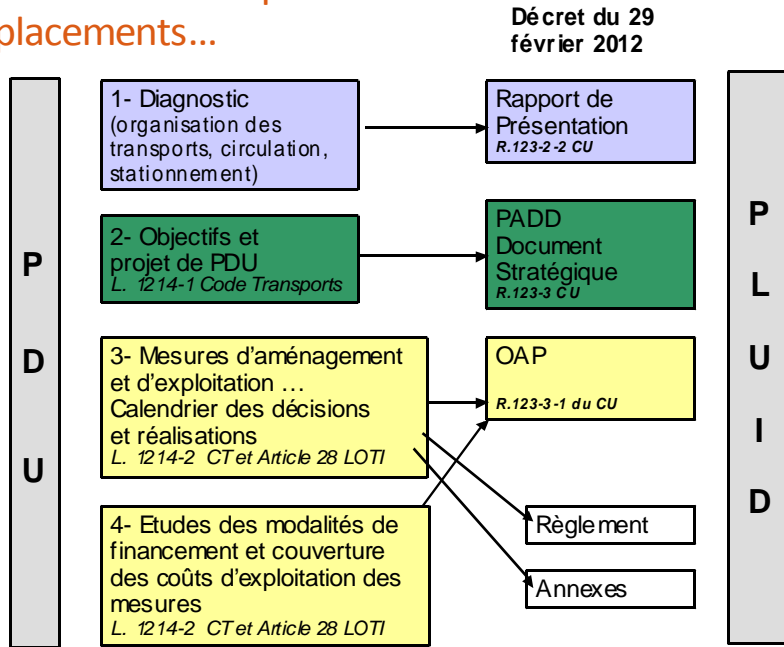 placements...
Décret du 29
février 2012
P
D
U
1- Diagnostic
(organisation des
transports, circulation,
stationnement)
2- Objectifs et
projet de PDU
L. 1214-1 Code Transports
3- Mesures d'aménagement
et d'exploitation ...
Calendrier des décisions
et réalisations
L. 1214-2 CT et Article 28 LOTI
4- Etudes des modalités de
financement et couverture
des coûts d'exploitation des
mesures
L. 1214-2 CT et Article 28 LOTI
Rapport de
Présentation
R.123-2-2 CU
PADD
Document
Stratégique
R.123-3 CU
OAP
R.123-3-1 du CU
Règlement
Annexes
P
L
U
I
D